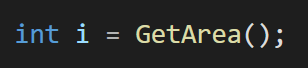 int i = GetArea();